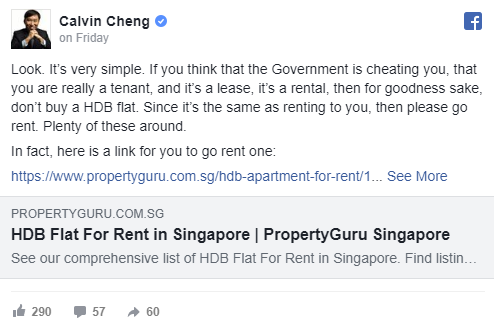 Calvin Cheng
on Friday
Look. It's very simple. If you think that the Government is cheating you, that
you are really a tenant, and it's a lease, it's a rental, then for goodness sake,
don't buy a HDB flat. Since it's the same as renting to you, then please go
rent. Plenty of these around.
In fact, here is a link for you to go rent one:
https://www.propertyguru.com.sg/hdb-apartment-for-rent/1... See More
PROPERTYGURU.COM.SG
HDB Flat For Rent in Singapore | PropertyGuru Singapore
See our comprehensive list of HDB Flat For Rent in Singapore. Find listin...
290 57 60